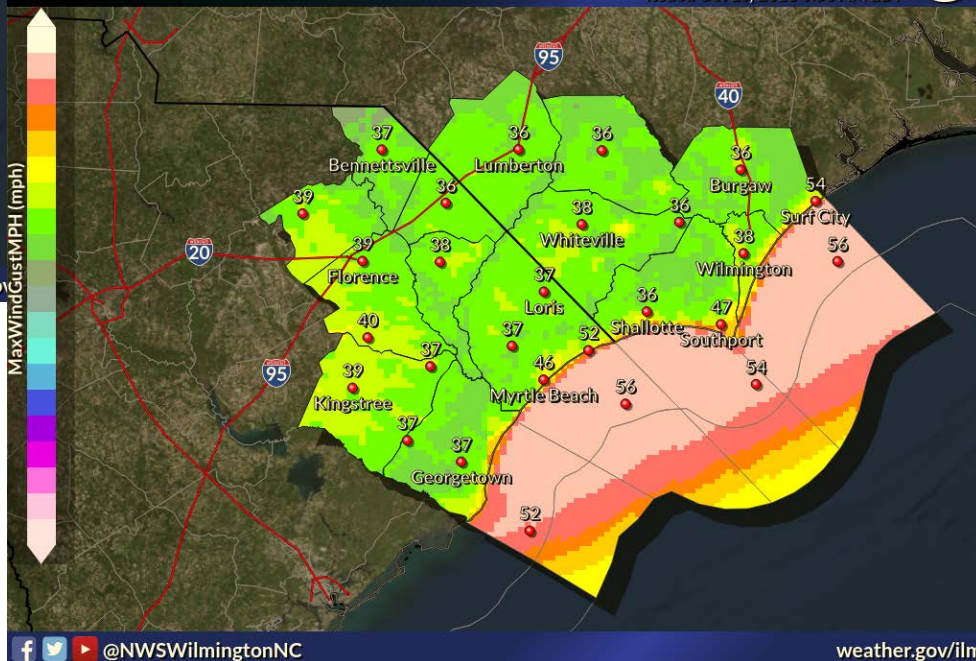 MaxWindGustMPH (mph)
95
40
37
Bennettsville
36
Lumberton
36
36
Burgaw
54
Surf City
56
39
36
38
Whiteville
36
38
Wilmington
20
39
Florence
38
37
Loris
36
Shallotte
47
Southport
40
37
52
54
95
39
Kingstree
37
46
Myrtle Beach
56
37
37
Georgetown
52
@NWSWilmingtonNC
weather.gov/iln